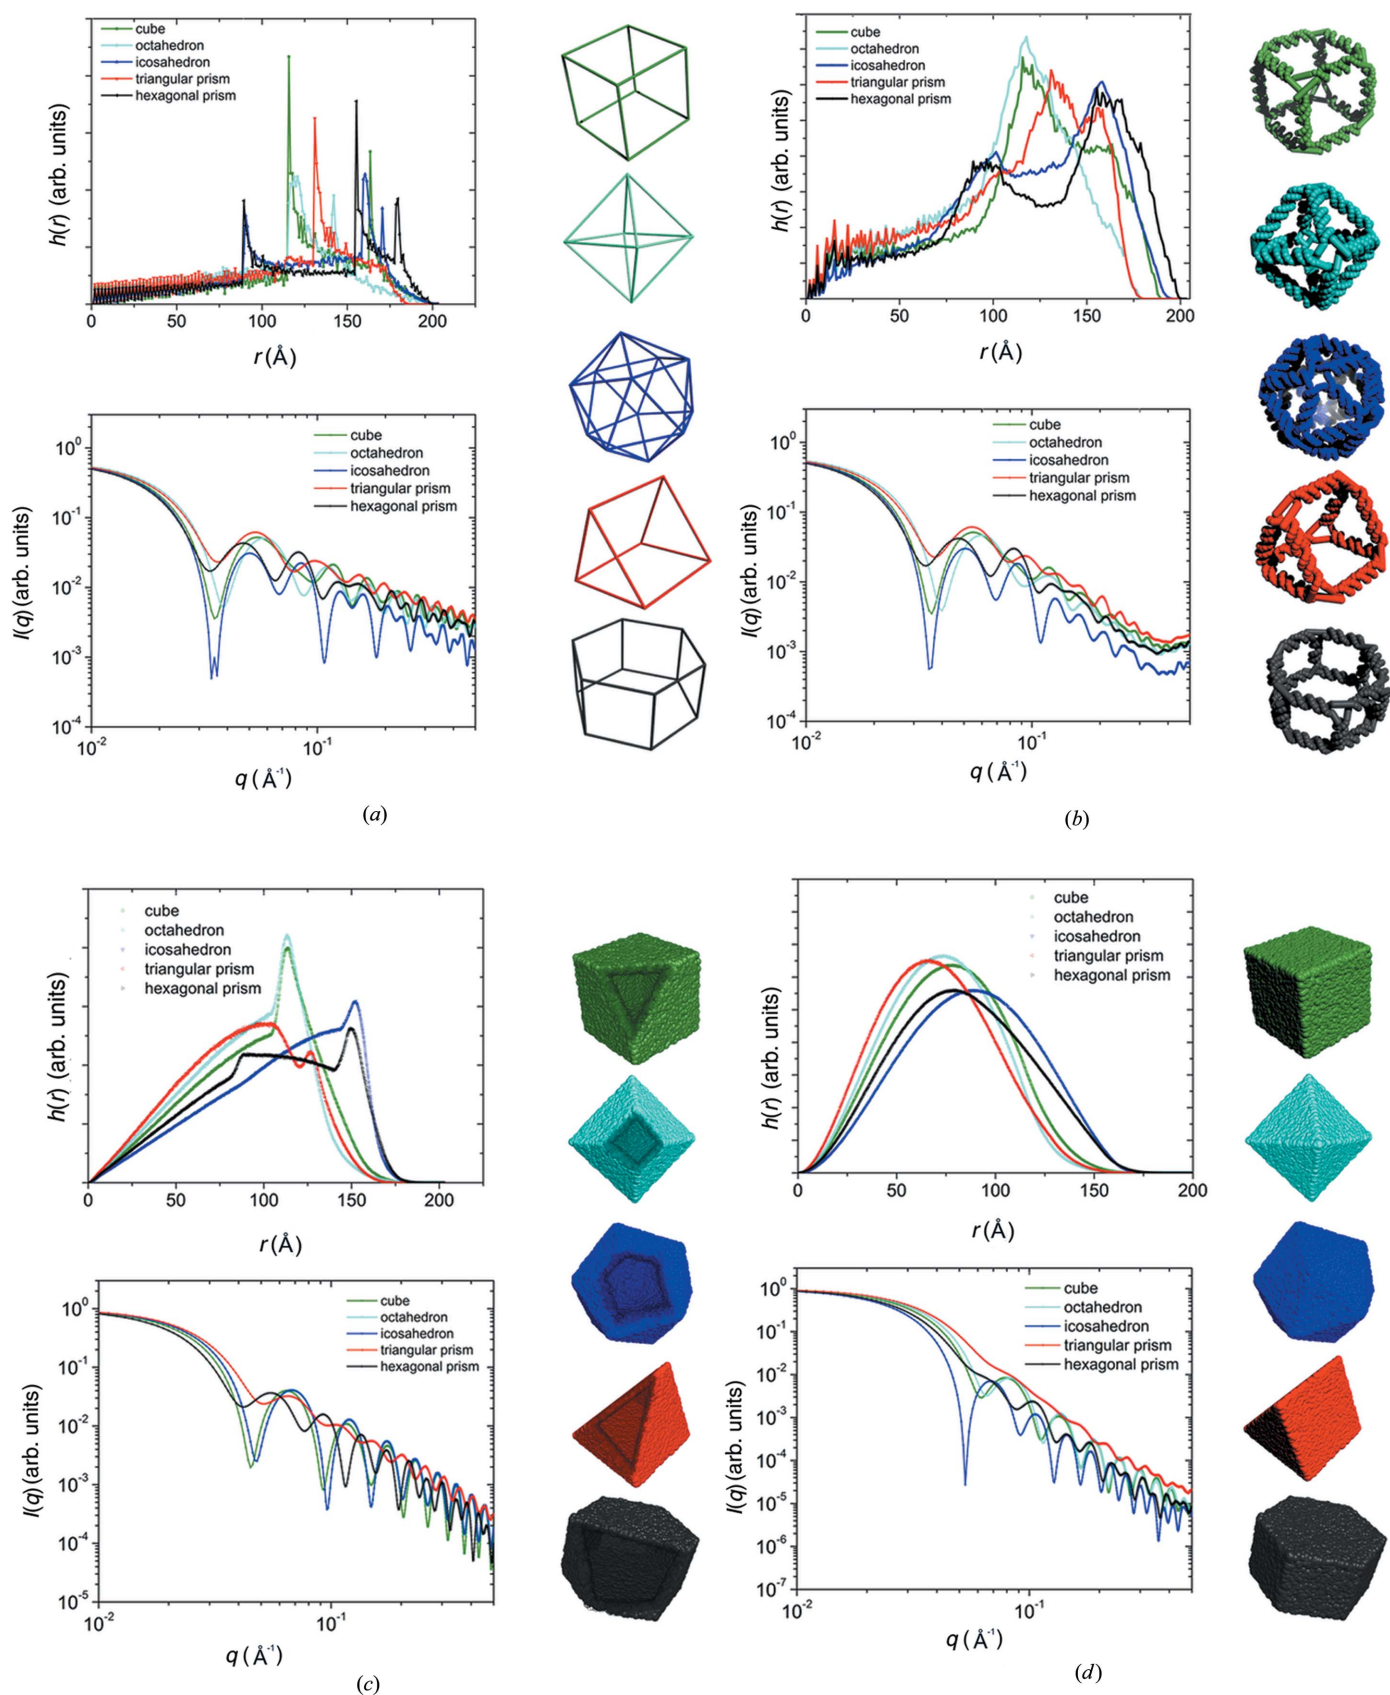 cube
octahedron
icosahedron
triangular prism
hexagonal prism
h(r) (arb. units)
0 50 100 150 200
r (Å)
cube
octahedron
icosahedron
triangular prism
hexagonal prism
I(q) (arb. units)
10⁰
10⁻¹
10⁻²
10⁻³
10⁻⁴
10⁻² 10⁻¹
q (Å⁻¹)
(a)
cube
octahedron
icosahedron
triangular prism
hexagonal prism
h(r) (arb. units)
0 50 100 150 200
r (Å)
cube
octahedron
icosahedron
triangular prism
hexagonal prism
I(q) (arb. units)
10⁰
10⁻¹
10⁻²
10⁻³
10⁻⁴
10⁻² 10⁻¹
q (Å⁻¹)
(b)
cube
octahedron
icosahedron
triangular prism
hexagonal prism
h(r) (arb. units)
0 50 100 150 200
r (Å)
cube
octahedron
icosahedron
triangular prism
hexagonal prism
I(q) (arb. units)
10⁰
10⁻¹
10⁻²
10⁻³
10⁻⁴
10⁻⁵
10⁻² 10⁻¹
q (Å⁻¹)
(c)
cube
octahedron
icosahedron
triangular prism
hexagonal prism
h(r) (arb. units)
0 50 100 150 200
r (Å)
cube
octahedron
icosahedron
triangular prism
hexagonal prism
I(q) (arb. units)
10⁰
10⁻¹
10⁻²
10⁻³
10⁻⁴
10⁻⁵
10⁻⁶
10⁻⁷
10⁻² 10⁻¹
q (Å⁻¹)
(d)